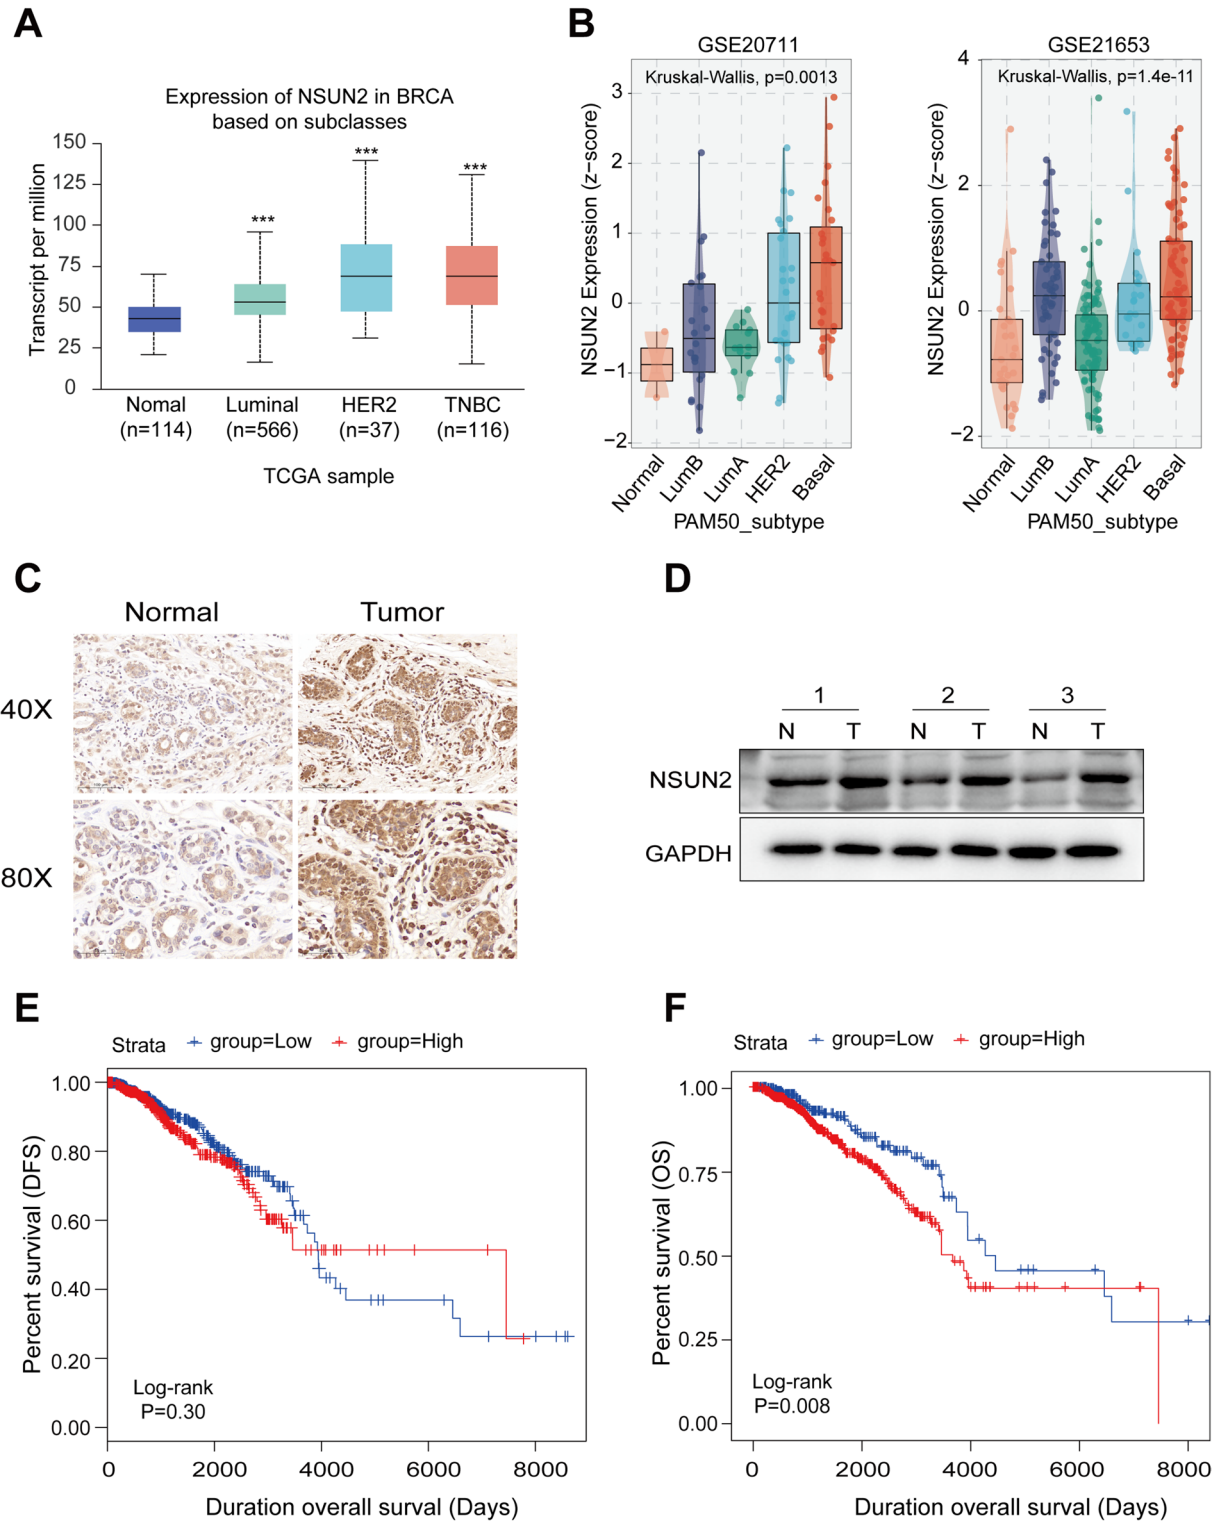 A
Expression of NSUN2 in BRCA
based on subclasses
Transcript per million
150
125
100
75
50
25
0
***
***
***
Nomal
(n=114)
Luminal
(n=566)
HER2
(n=37)
TNBC
(n=116)
TCGA sample
B
GSE20711
Kruskal-Wallis, p=0.0013
NSUN2 Expression (z-score)
3
2
1
0
−1
−2
Normal
LumB
LumA
HER2
Basal
PAM50_subtype
GSE21653
Kruskal-Wallis, p=1.4e-11
NSUN2 Expression (z-score)
4
2
0
−2
Normal
LumB
LumA
HER2
Basal
PAM50_subtype
C
Normal
Tumor
40X
80X
D
1
2
3
N
T
N
T
N
T
NSUN2
GAPDH
E
Strata
group=Low
group=High
Percent survival (DFS)
1.00
0.80
0.60
0.40
0.20
0.00
Log-rank
P=0.30
0
2000
4000
6000
8000
Duration overall surval (Days)
F
Strata
group=Low
group=High
Percent survival (OS)
1.00
0.75
0.50
0.25
0.00
Log-rank
P=0.008
0
2000
4000
6000
8000
Duration overall surval (Days)